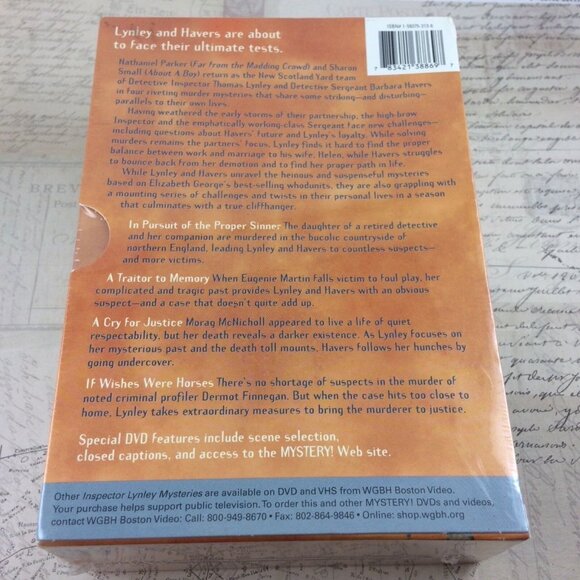 Lynley and Havers are about
to face their ultimate tests.
ISBN# 1-59375-313-6
7 83421 38869 7
Nathaniel Parker (Far from the Madding Crowd) and Sharon
Small (About A Boy) return as the New Scotland Yard team
of Detective Inspector Thomas Lynley and Detective Sergeant Barbara Havers
in four riveting murder mysteries that share some striking—and disturbing—
parallels to their own lives.
Having weathered the early storms of their partnership, the high-brow
Inspector and the emphatically working-class Sergeant face new challenges—
including questions about Havers' future and Lynley's loyalty. While solving
murders remains the partners' focus, Lynley finds it hard to find the proper
balance between work and marriage to his wife, Helen, while Havers struggles
to bounce back from her demotion and to find her proper path in life.
While Lynley and Havers unravel the heinous and suspenseful mysteries
based on Elizabeth George's best-selling whodunits, they are also grappling with
a mounting series of challenges and twists in their personal lives in a season
that culminates with a true cliffhanger.
In Pursuit of the Proper Sinner The daughter of a retired detective
and her companion are murdered in the bucolic countryside of
northern England, leading Lynley and Havers to countless suspects—
and more victims.
A Traitor to Memory When Eugenie Martin falls victim to foul play, her
complicated and tragic past provides Lynley and Havers with an obvious
suspect—and a case that doesn't quite add up.
A Cry for Justice Morag McNicholl appeared to live a life of quiet
respectability, but her death reveals a darker existence. As Lynley focuses on
her mysterious past and the death toll mounts, Havers follows her hunches by
going undercover.
If Wishes Were Horses There's no shortage of suspects in the murder of
noted criminal profiler Dermot Finnegan. But when the case hits too close to
home, Lynley takes extraordinary measures to bring the murderer to justice.
Special DVD features include scene selection,
closed captions, and access to the MYSTERY! Web site.
Other Inspector Lynley Mysteries are available on DVD and VHS from WGBH Boston Video.
Your purchase helps support public television. To order this and other MYSTERY! DVDs and videos,
contact WGBH Boston Video: Call: 800-949-8670 • Fax: 802-864-9846 • Online: shop.wgbh.org